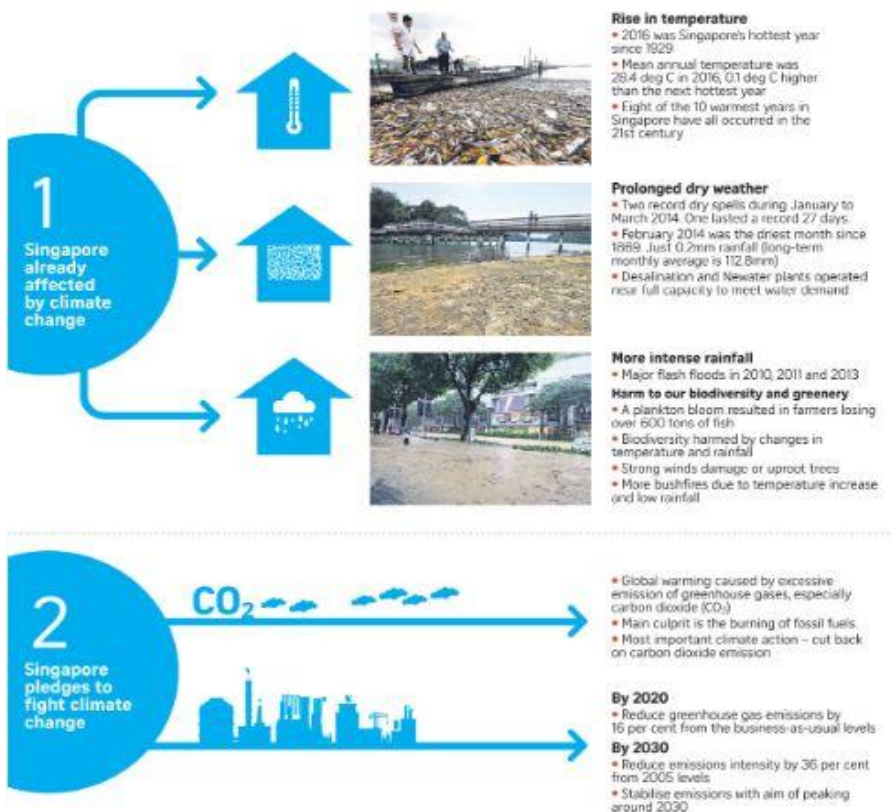 1
Singapore
already
affected
by climate
change
Rise in temperature
• 2016 was Singapore's hottest year
since 1929
• Mean annual temperature was
28.4 deg C in 2016, 0.1 deg C higher
than the next hottest year
• Eight of the 10 warmest years in
Singapore have all occurred in the
21st century
Prolonged dry weather
• Two record dry spells during January to
March 2014. One lasted a record 27 days.
• February 2014 was the driest month since
1869. Just 0.2mm rainfall (long-term
monthly average is 112.8mm)
• Desalination and Newater plants operated
near full capacity to meet water demand
More intense rainfall
• Major flash floods in 2010, 2011 and 2013
Harm to our biodiversity and greenery
• A plankton bloom resulted in farmers losing
over 600 tons of fish
• Biodiversity harmed by changes in
temperature and rainfall
• Strong winds damage or uproot trees
• More bushfires due to temperature increase
and low rainfall
2
Singapore
pledges to
fight climate
change
CO₂
• Global warming caused by excessive
emission of greenhouse gases, especially
carbon dioxide (CO₂)
• Main culprit is the burning of fossil fuels.
• Most important climate action – cut back
on carbon dioxide emission
By 2020
• Reduce greenhouse gas emissions by
16 per cent from the business-as-usual levels
By 2030
• Reduce emissions intensity by 36 per cent
from 2005 levels
• Stabilise emissions with aim of peaking
around 2030